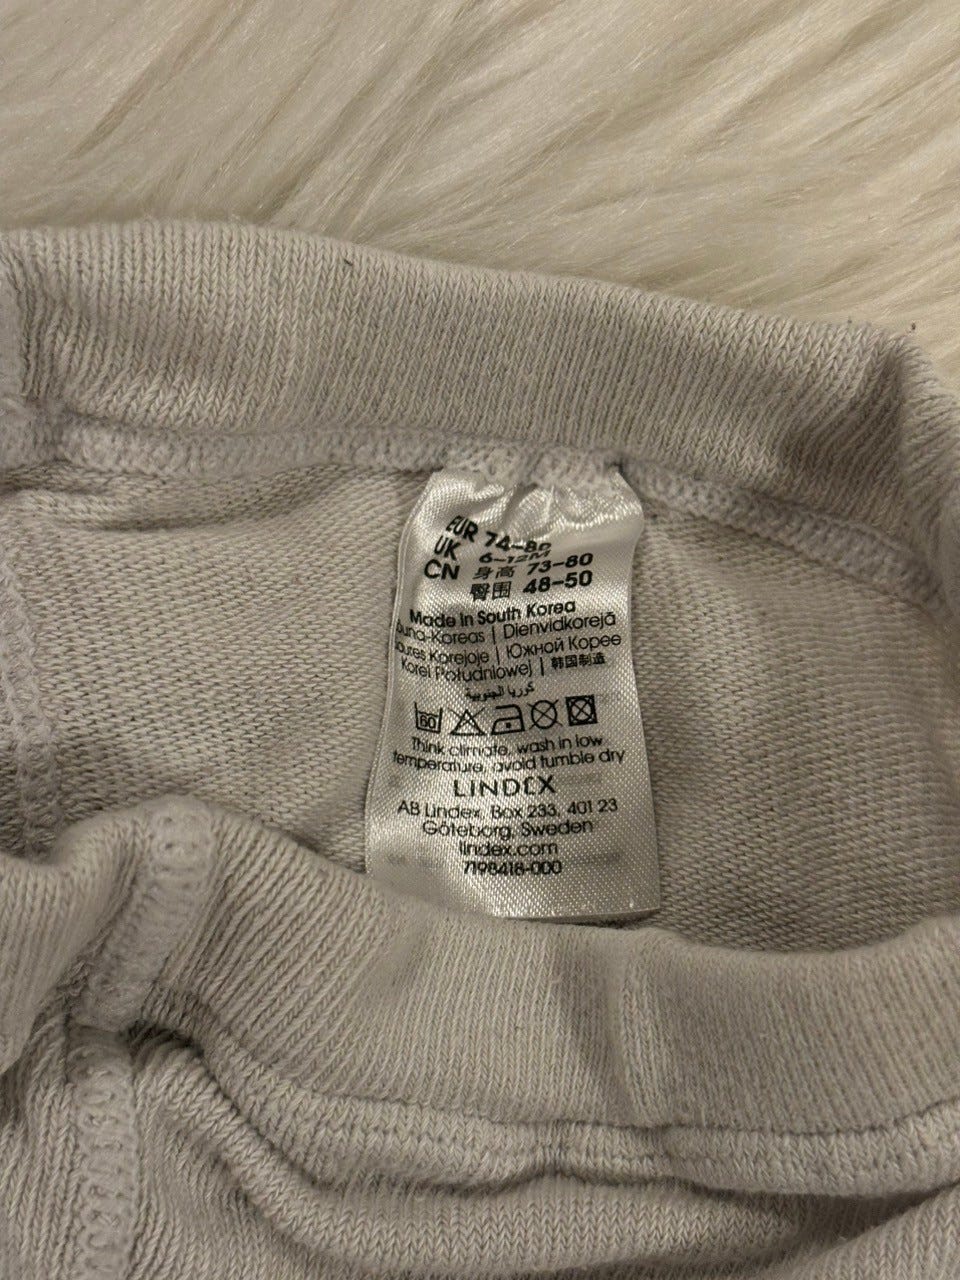 EUR 74-80
UK 6-12M
CN 身高 73-80
臀围 48-50
Made in South Korea
Dienvidkorejā
Korejoje | Южной Корее
Korei Południowej | 韩国制造
كوريا الجنوبية
60
Think climate, wash in low
temperature, avoid tumble dry
LINDEX
AB Lindex, Box 233, 401 23
Göteborg, Sweden
lindex.com
7198418-000